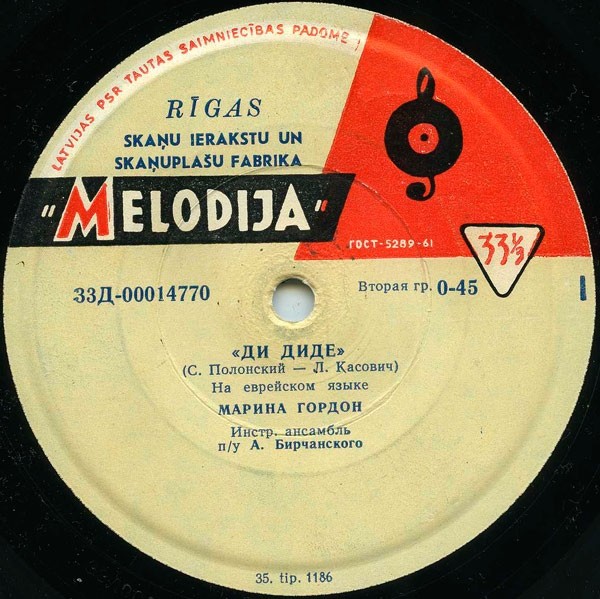 LATVIJAS PSR TAUTAS SAIMNIECĪBAS PADOME
RĪGAS
SKAŅU IERAKSTU UN
SKAŅUPLAŠU FABRIKA
"MELODIJA"
ГОСТ-5289-61
33⅓
33Д-00014770
Вторая гр. 0-45
I
«ДИ ДИДЕ»
(С. Полонский — Л. Касович)
На еврейском языке
МАРИНА ГОРДОН
Инстр. ансамбль
п/у А. Бирчанского
35. tip. 1186